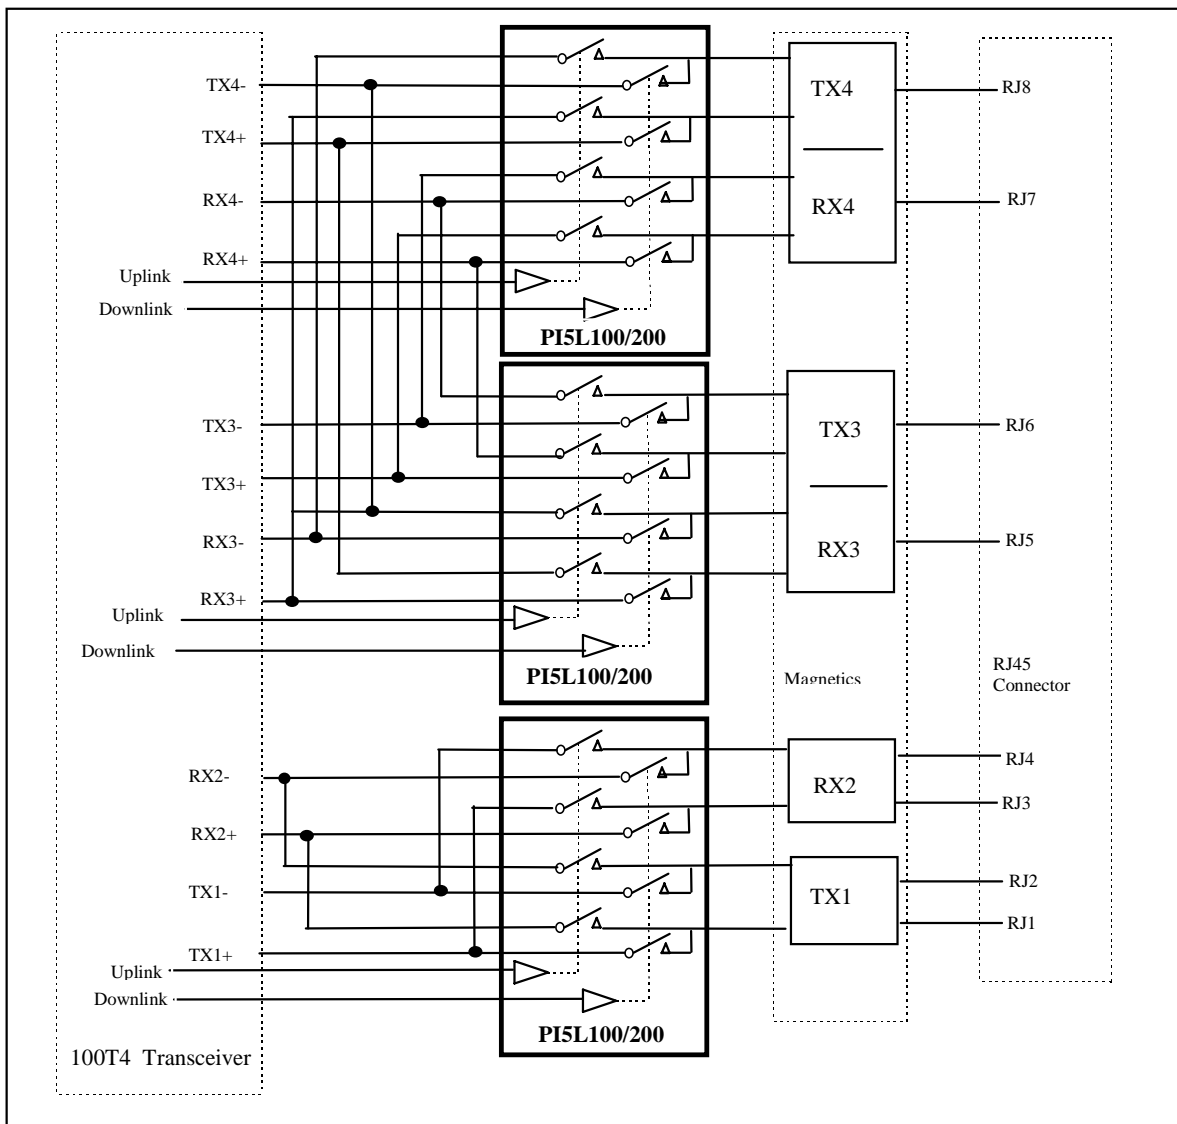 TX4-
TX4+
RX4-
RX4+
Uplink
Downlink
PI5L100/200
TX4
RX4
RJ8
RJ7
TX3-
TX3+
RX3-
RX3+
Uplink
Downlink
PI5L100/200
TX3
RX3
RJ6
RJ5
Magnetics
RJ45
Connector
RX2-
RX2+
TX1-
TX1+
Uplink
Downlink
PI5L100/200
RX2
TX1
RJ4
RJ3
RJ2
RJ1
100T4 Transceiver